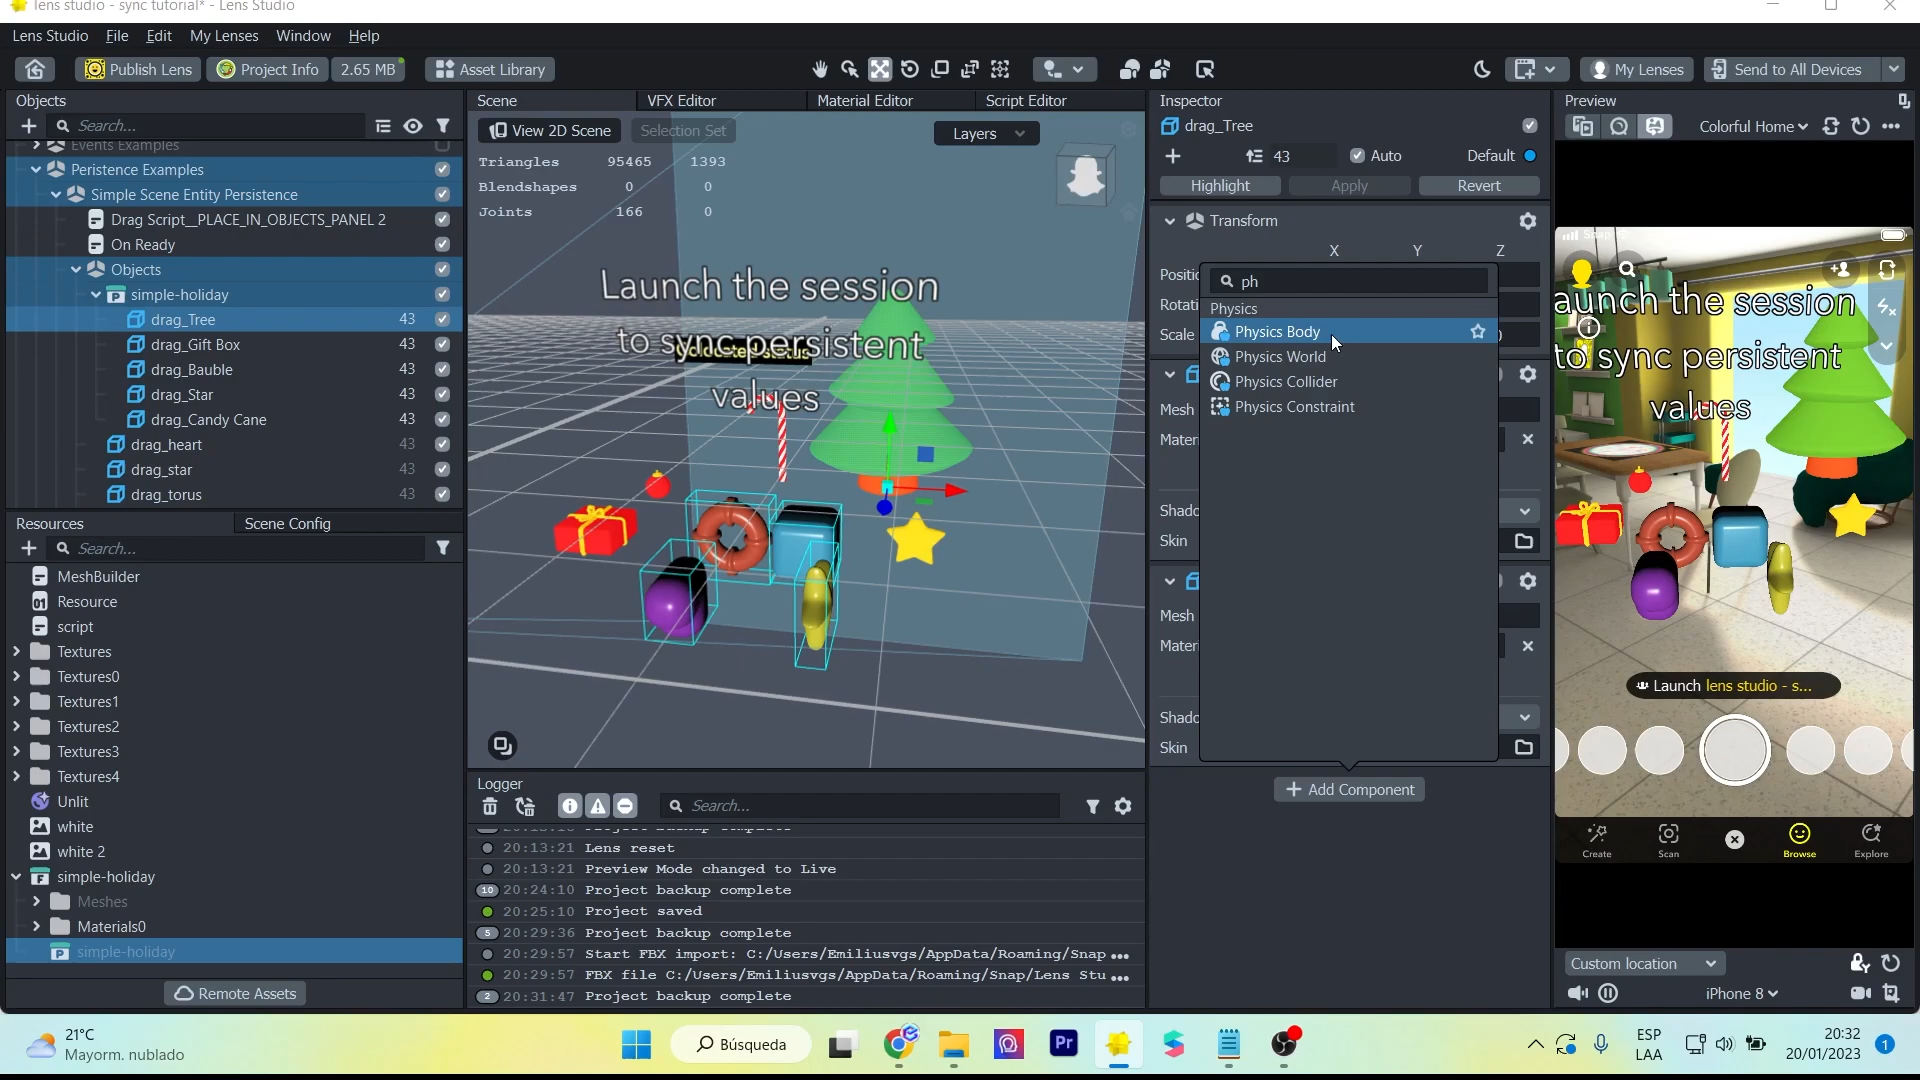 lens studio - sync tutorial* - Lens Studio
Lens Studio File Edit My Lenses Window Help
Publish Lens Project Info 2.65 MB Asset Library My Lenses Send to All Devices
Objects
Search...
Events Examples
Peristence Examples
Simple Scene Entity Persistence
Drag Script__PLACE_IN_OBJECTS_PANEL 2
On Ready
Objects
simple-holiday
drag_Tree 43
drag_Gift Box 43
drag_Bauble 43
drag_Star 43
drag_Candy Cane 43
drag_heart 43
drag_star 43
drag_torus 43
Resources Scene Config
Search...
MeshBuilder
Resource
script
Textures
Textures0
Textures1
Textures2
Textures3
Textures4
Unlit
white
white 2
simple-holiday
Meshes
Materials0
simple-holiday
Remote Assets
Scene VFX Editor Material Editor Script Editor
View 2D Scene Selection Set Layers
Triangles 95465 1393
Blendshapes 0 0
Joints 166 0
Launch the session
to sync persistent
values
Logger
Search...
20:13:21 Lens reset
20:13:21 Preview Mode changed to Live
10 20:24:10 Project backup complete
20:25:10 Project saved
5 20:29:36 Project backup complete
20:29:57 Start FBX import: C:/Users/Emiliusvgs/AppData/Roaming/Snap ...
20:29:57 FBX file C:/Users/Emiliusvgs/AppData/Roaming/Snap/Lens Stu ...
2 20:31:47 Project backup complete
Inspector
drag_Tree
43 Auto Default
Highlight Apply Revert
Transform
X Y Z
Positi
Rotati
Scale
Mesh
Mater
Shado
Skin
Mesh
Mater
Shado
Skin
ph
Physics
Physics Body
Physics World
Physics Collider
Physics Constraint
+ Add Component
Preview
Colorful Home
aunch the session
to sync persistent
values
Launch lens studio - s...
Create Scan Browse Explore
Custom location
iPhone 8
21°C
Mayorm. nublado
Búsqueda
Pr
ESP
LAA
20:32
20/01/2023
1